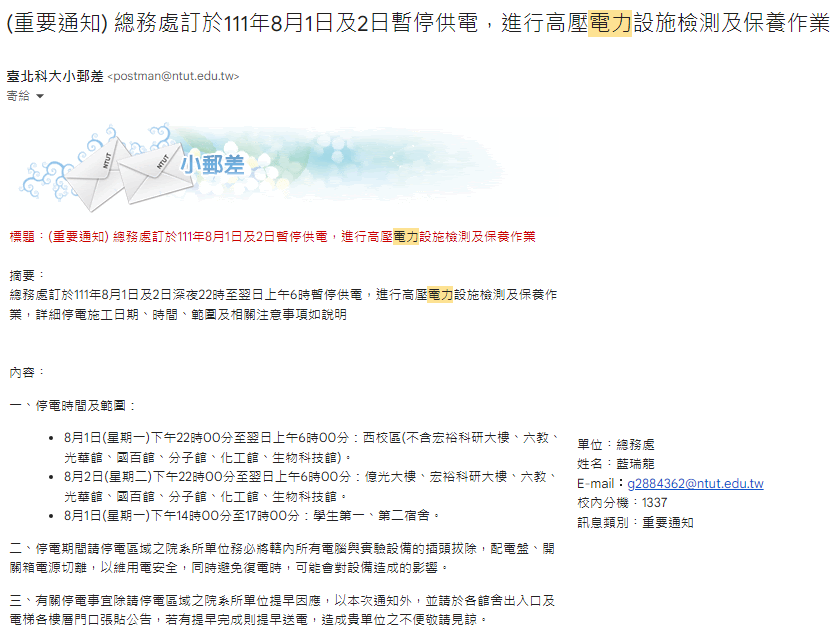 (重要通知) 總務處訂於111年8月1日及2日暫停供電，進行高壓電力設施檢測及保養作業
臺北科大小郵差 <postman@ntut.edu.tw>
寄給
NTUT
NTUT
小郵差
標題：(重要通知) 總務處訂於111年8月1日及2日暫停供電，進行高壓電力設施檢測及保養作業
摘要：
總務處訂於111年8月1日及2日深夜22時至翌日上午6時暫停供電，進行高壓電力設施檢測及保養作
業，詳細停電施工日期、時間、範圍及相關注意事項如說明
內容：
一、停電時間及範圍：
• 8月1日(星期一)下午22時00分至翌日上午6時00分：西校區(不含宏裕科研大樓、六教、
光華館、國百館、分子館、化工館、生物科技館)。
• 8月2日(星期二)下午22時00分至翌日上午6時00分：億光大樓、宏裕科研大樓、六教、
光華館、國百館、分子館、化工館、生物科技館。
• 8月1日(星期一)下午14時00分至17時00分：學生第一、第二宿舍。
二、停電期間請停電區域之院系所單位務必將轄內所有電腦與實驗設備的插頭拔除，配電盤、開
關箱電源切離，以維用電安全，同時避免復電時，可能會對設備造成的影響。
三、有關停電事宜除請停電區域之院系所單位提早因應，以本次通知外，並請於各館舍出入口及
電梯各樓層門口張貼公告，若有提早完成則提早送電，造成貴單位之不便敬請見諒。
單位：總務處
姓名：藍瑞龍
E-mail：g2884362@ntut.edu.tw
校內分機：1337
訊息類別：重要通知